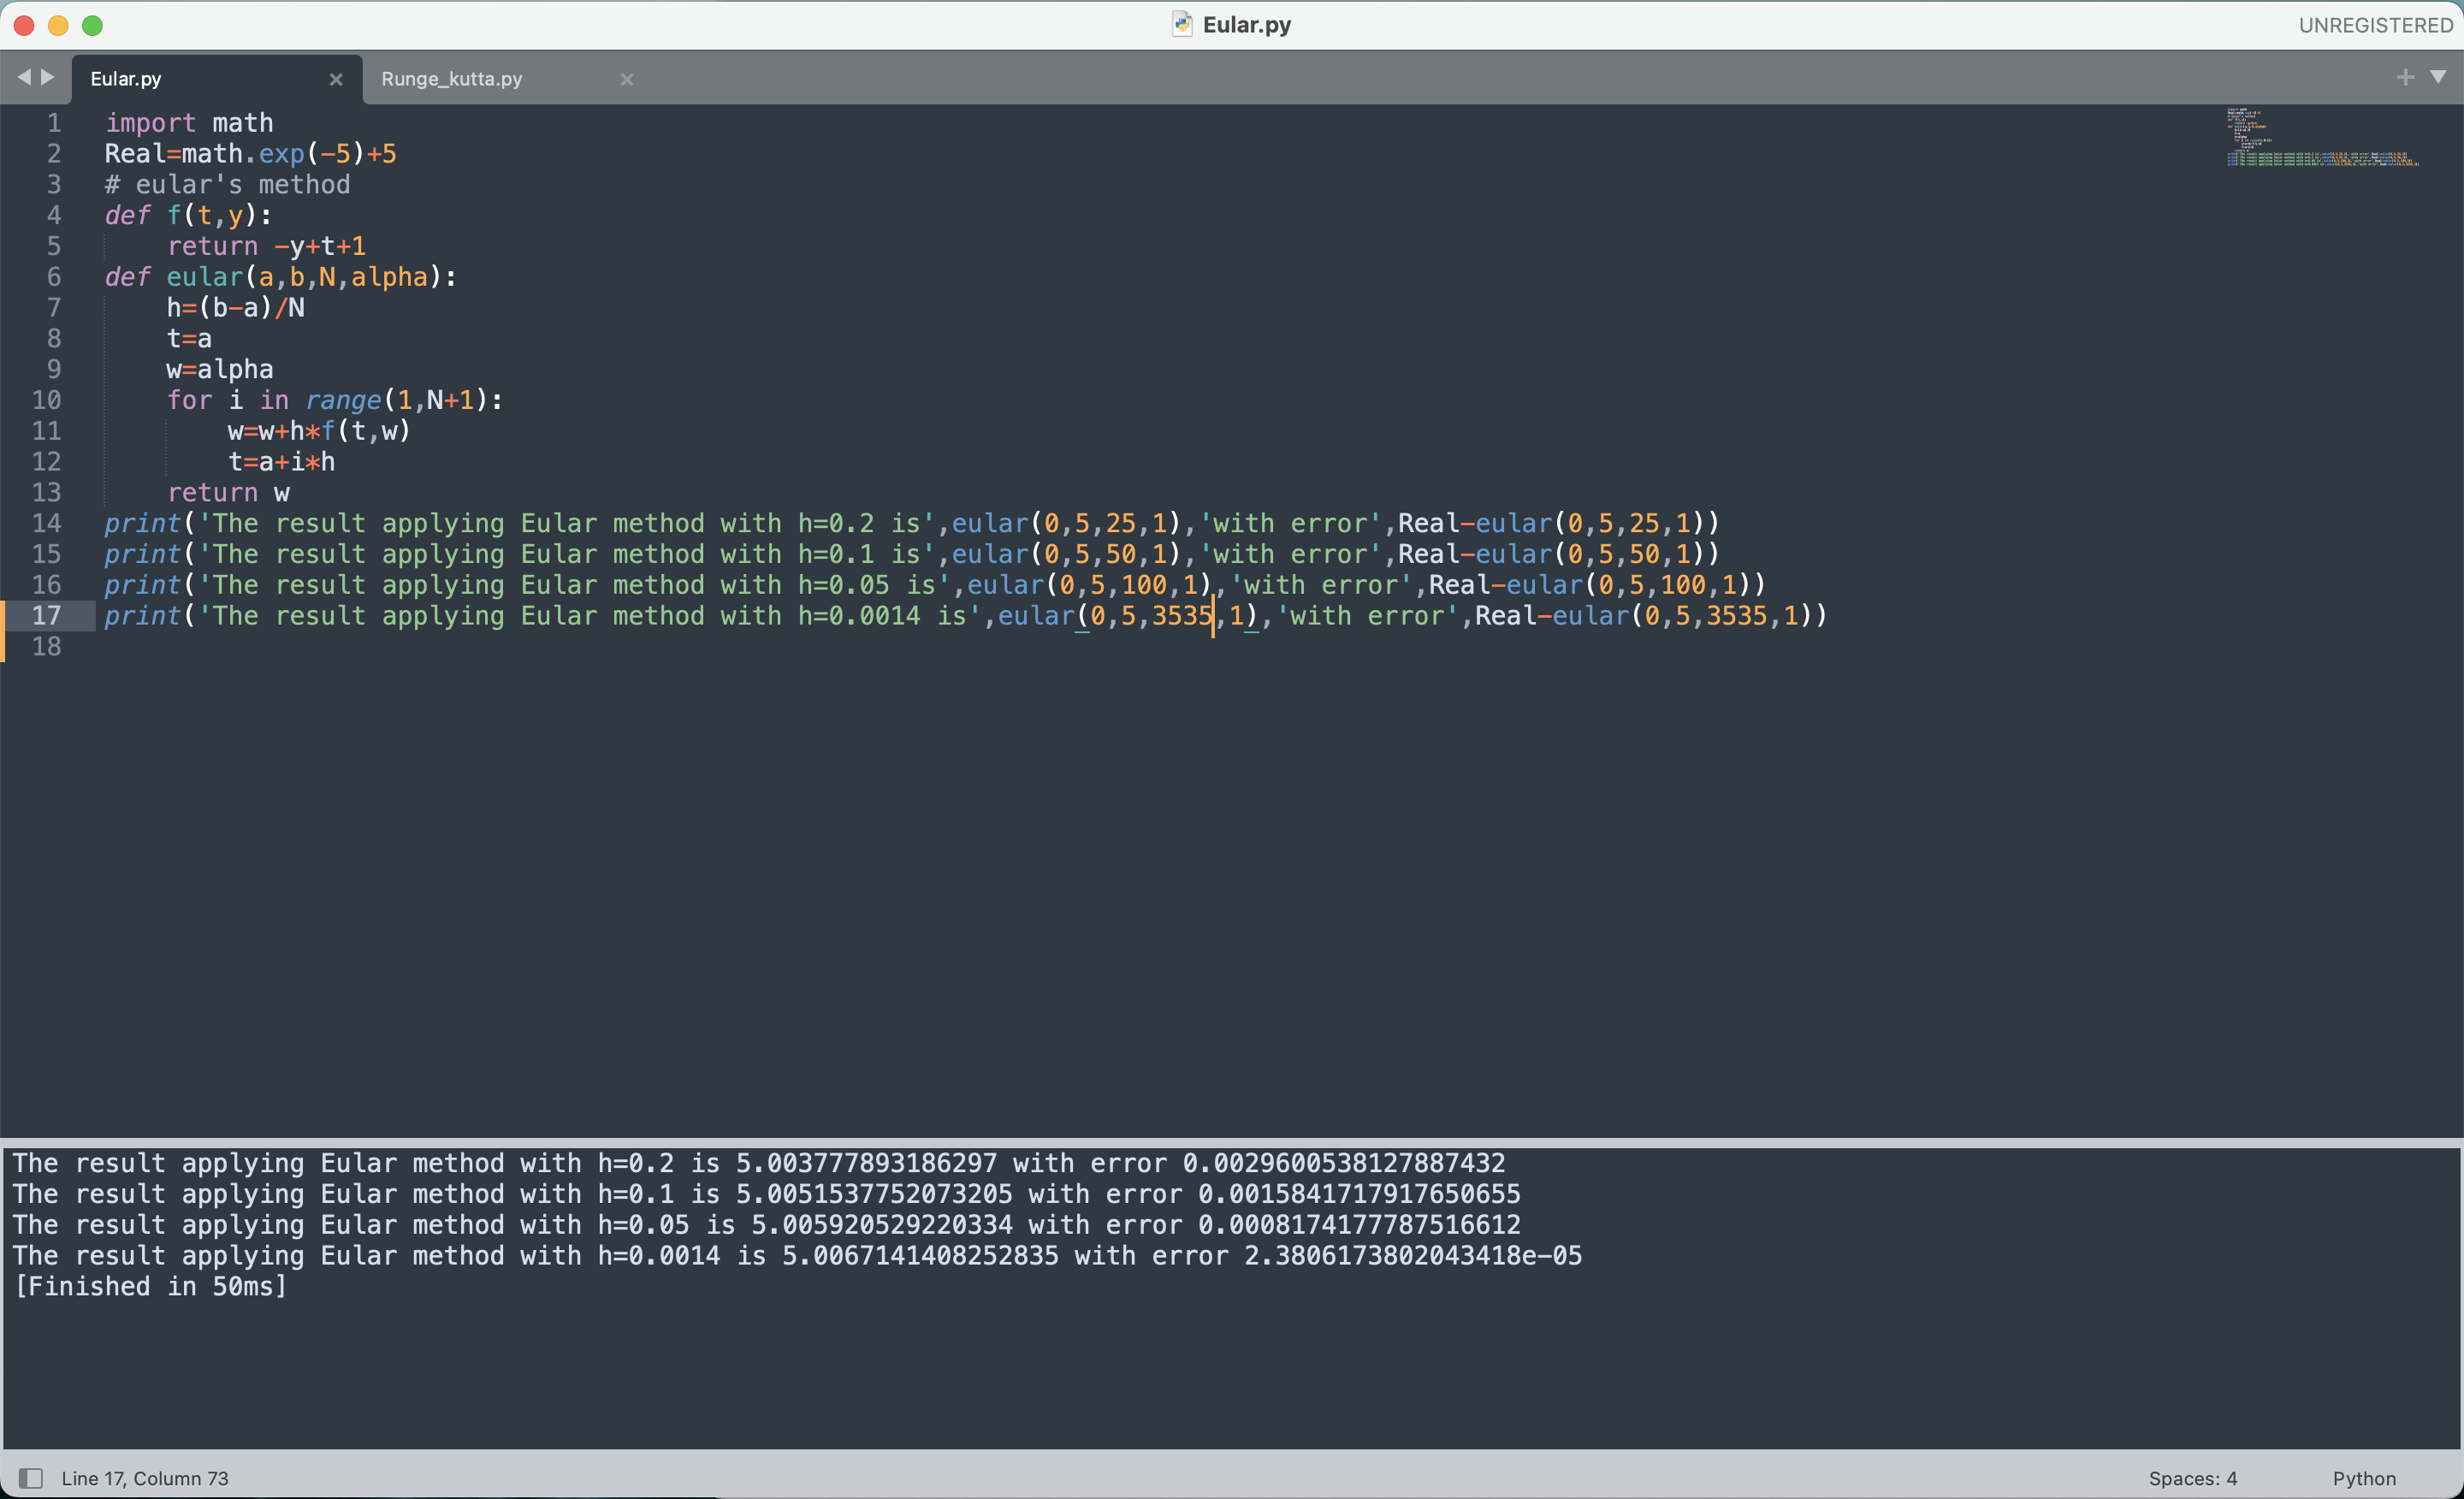 Eular.py
UNREGISTERED
Eular.py
Runge_kutta.py
1 import math
2 Real=math.exp(-5)+5
3 # eular's method
4 def f(t,y):
5     return -y+t+1
6 def eular(a,b,N,alpha):
7     h=(b-a)/N
8     t=a
9     w=alpha
10     for i in range(1,N+1):
11         w=w+h*f(t,w)
12         t=a+i*h
13     return w
14 print('The result applying Eular method with h=0.2 is',eular(0,5,25,1),'with error',Real-eular(0,5,25,1))
15 print('The result applying Eular method with h=0.1 is',eular(0,5,50,1),'with error',Real-eular(0,5,50,1))
16 print('The result applying Eular method with h=0.05 is',eular(0,5,100,1),'with error',Real-eular(0,5,100,1))
17 print('The result applying Eular method with h=0.0014 is',eular(0,5,3535,1),'with error',Real-eular(0,5,3535,1))
18
The result applying Eular method with h=0.2 is 5.003777893186297 with error 0.0029600538127887432
The result applying Eular method with h=0.1 is 5.0051537752073205 with error 0.0015841717917650655
The result applying Eular method with h=0.05 is 5.005920529220334 with error 0.0008174177787516612
The result applying Eular method with h=0.0014 is 5.0067141408252835 with error 2.3806173802043418e-05
[Finished in 50ms]
Line 17, Column 73
Spaces: 4
Python